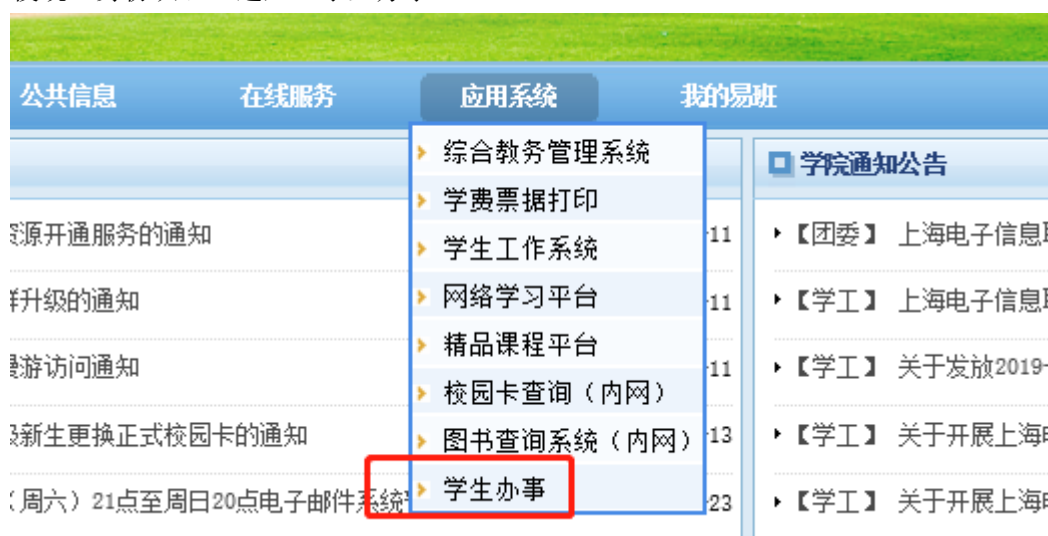 公共信息 在线服务 应用系统 我的易班
综合教务管理系统
学费票据打印
学生工作系统
网络学习平台
精品课程平台
校园卡查询（内网）
图书查询系统（内网）
学生办事
源开通服务的通知 11
升级的通知 11
游访问通知 11
新生更换正式校园卡的通知 13
（周六）21点至周日20点电子邮件系统 23
学院通知公告
【团委】 上海电子信息
【学工】 上海电子信息
【学工】 关于发放2019
【学工】 关于开展上海
【学工】 关于开展上海